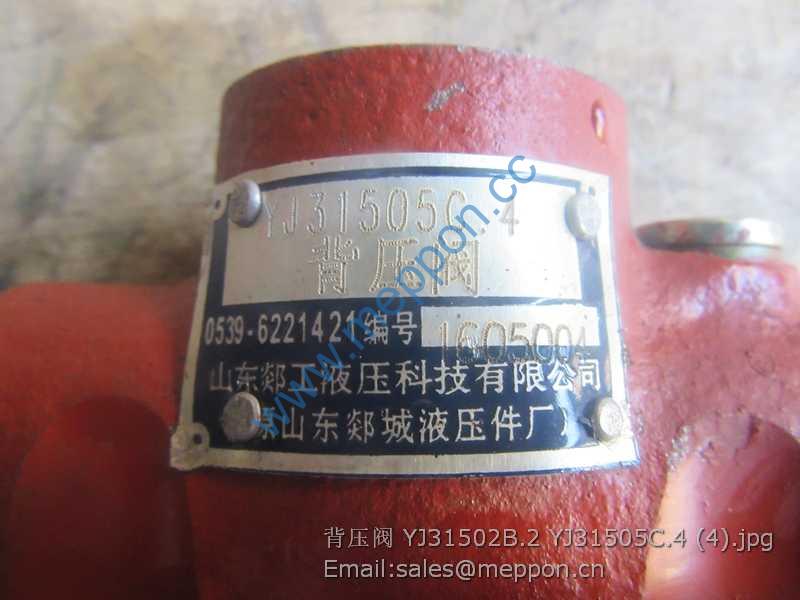 YJ31505C.4
背压阀
0539-6221421编号 1605004
山东郯工液压科技有限公司
原山东郯城液压件厂
www.meppon.cc
背压阀 YJ31502B.2 YJ31505C.4 (4).jpg
Email:sales@meppon.cn